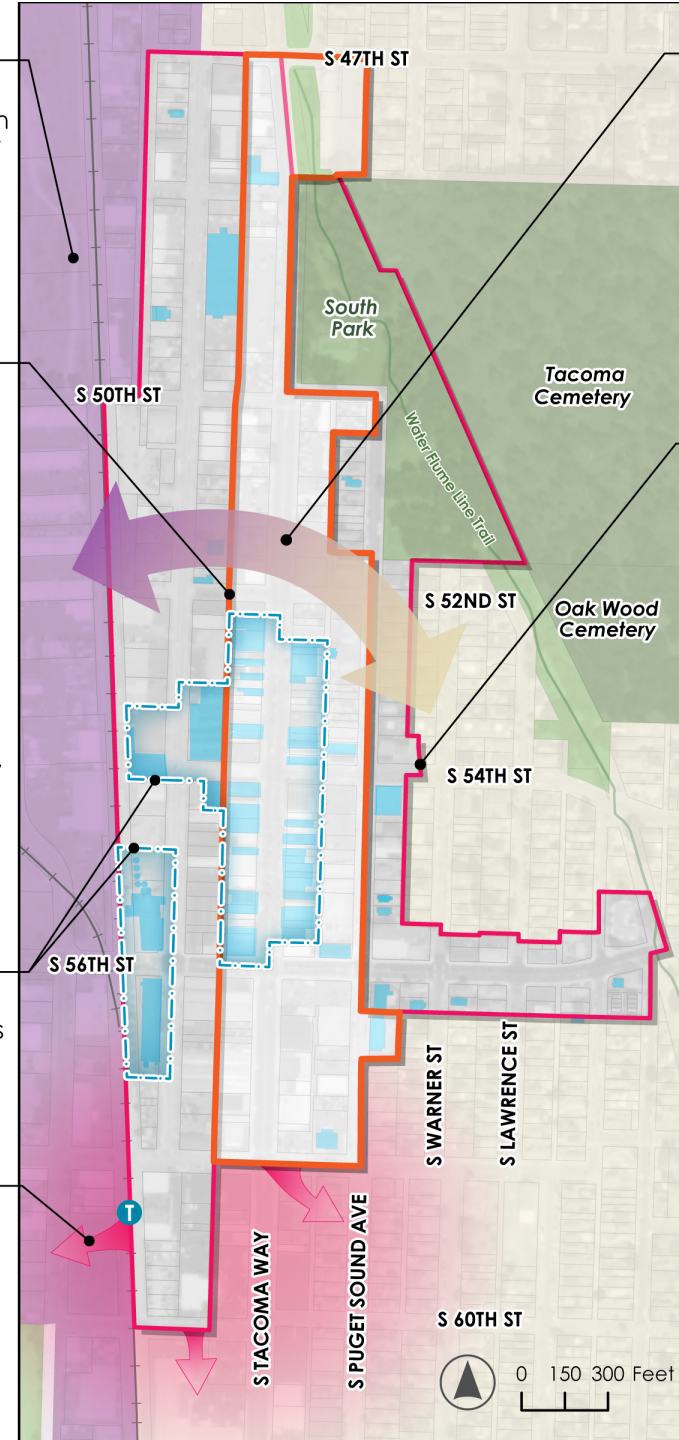 S 47TH ST
n
South
Park
Tacoma
Cemetery
S 50TH ST
Water Flume Line Trail
S 52ND ST
Oak Wood
Cemetery
S 54TH ST
S 56TH ST
s
S WARNER ST
S LAWRENCE ST
T
S TACOMA WAY
S PUGET SOUND AVE
S 60TH ST
0 150 300 Feet